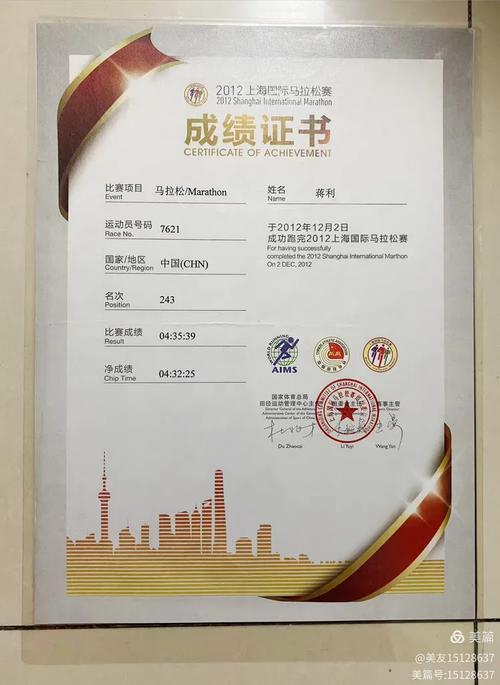 2012上海国际马拉松赛
2012 Shanghai International Marathon
成绩证书
CERTIFICATE OF ACHIEVEMENT
比赛项目 马拉松/Marathon
Event
姓名 蒋利
Name
运动员号码 7621
Race No.
于2012年12月2日
成功跑完2012上海国际马拉松赛
For having successfully
completed the 2012 Shanghai International Marthon
On 2 DEC, 2012
国家/地区 中国(CHN)
Country/Region
名次 243
Position
比赛成绩 04:35:39
Result
净成绩 04:32:25
Chip Time
AIMS
国家体育总局
田径运动管理中心主
赛事主管
Du Zhaocai
Li Yuyi
Wang Yan
美篇
@美友15128637
美篇号:15128637